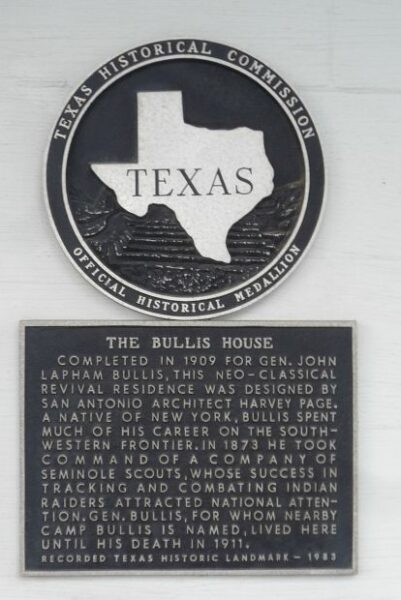 TEXAS HISTORICAL COMMISSION
TEXAS
OFFICIAL HISTORICAL MEDALLION
THE BULLIS HOUSE
COMPLETED IN 1909 FOR GEN. JOHN
LAPHAM BULLIS, THIS NEO-CLASSICAL
REVIVAL RESIDENCE WAS DESIGNED BY
SAN ANTONIO ARCHITECT HARVEY PAGE.
A NATIVE OF NEW YORK, BULLIS SPENT
MUCH OF HIS CAREER ON THE SOUTH-
WESTERN FRONTIER. IN 1873 HE TOOK
COMMAND OF A COMPANY OF
SEMINOLE SCOUTS, WHOSE SUCCESS IN
TRACKING AND COMBATING INDIAN
RAIDERS ATTRACTED NATIONAL ATTEN-
TION. GEN. BULLIS, FOR WHOM NEARBY
CAMP BULLIS IS NAMED, LIVED HERE
UNTIL HIS DEATH IN 1911.
RECORDED TEXAS HISTORIC LANDMARK - 1983